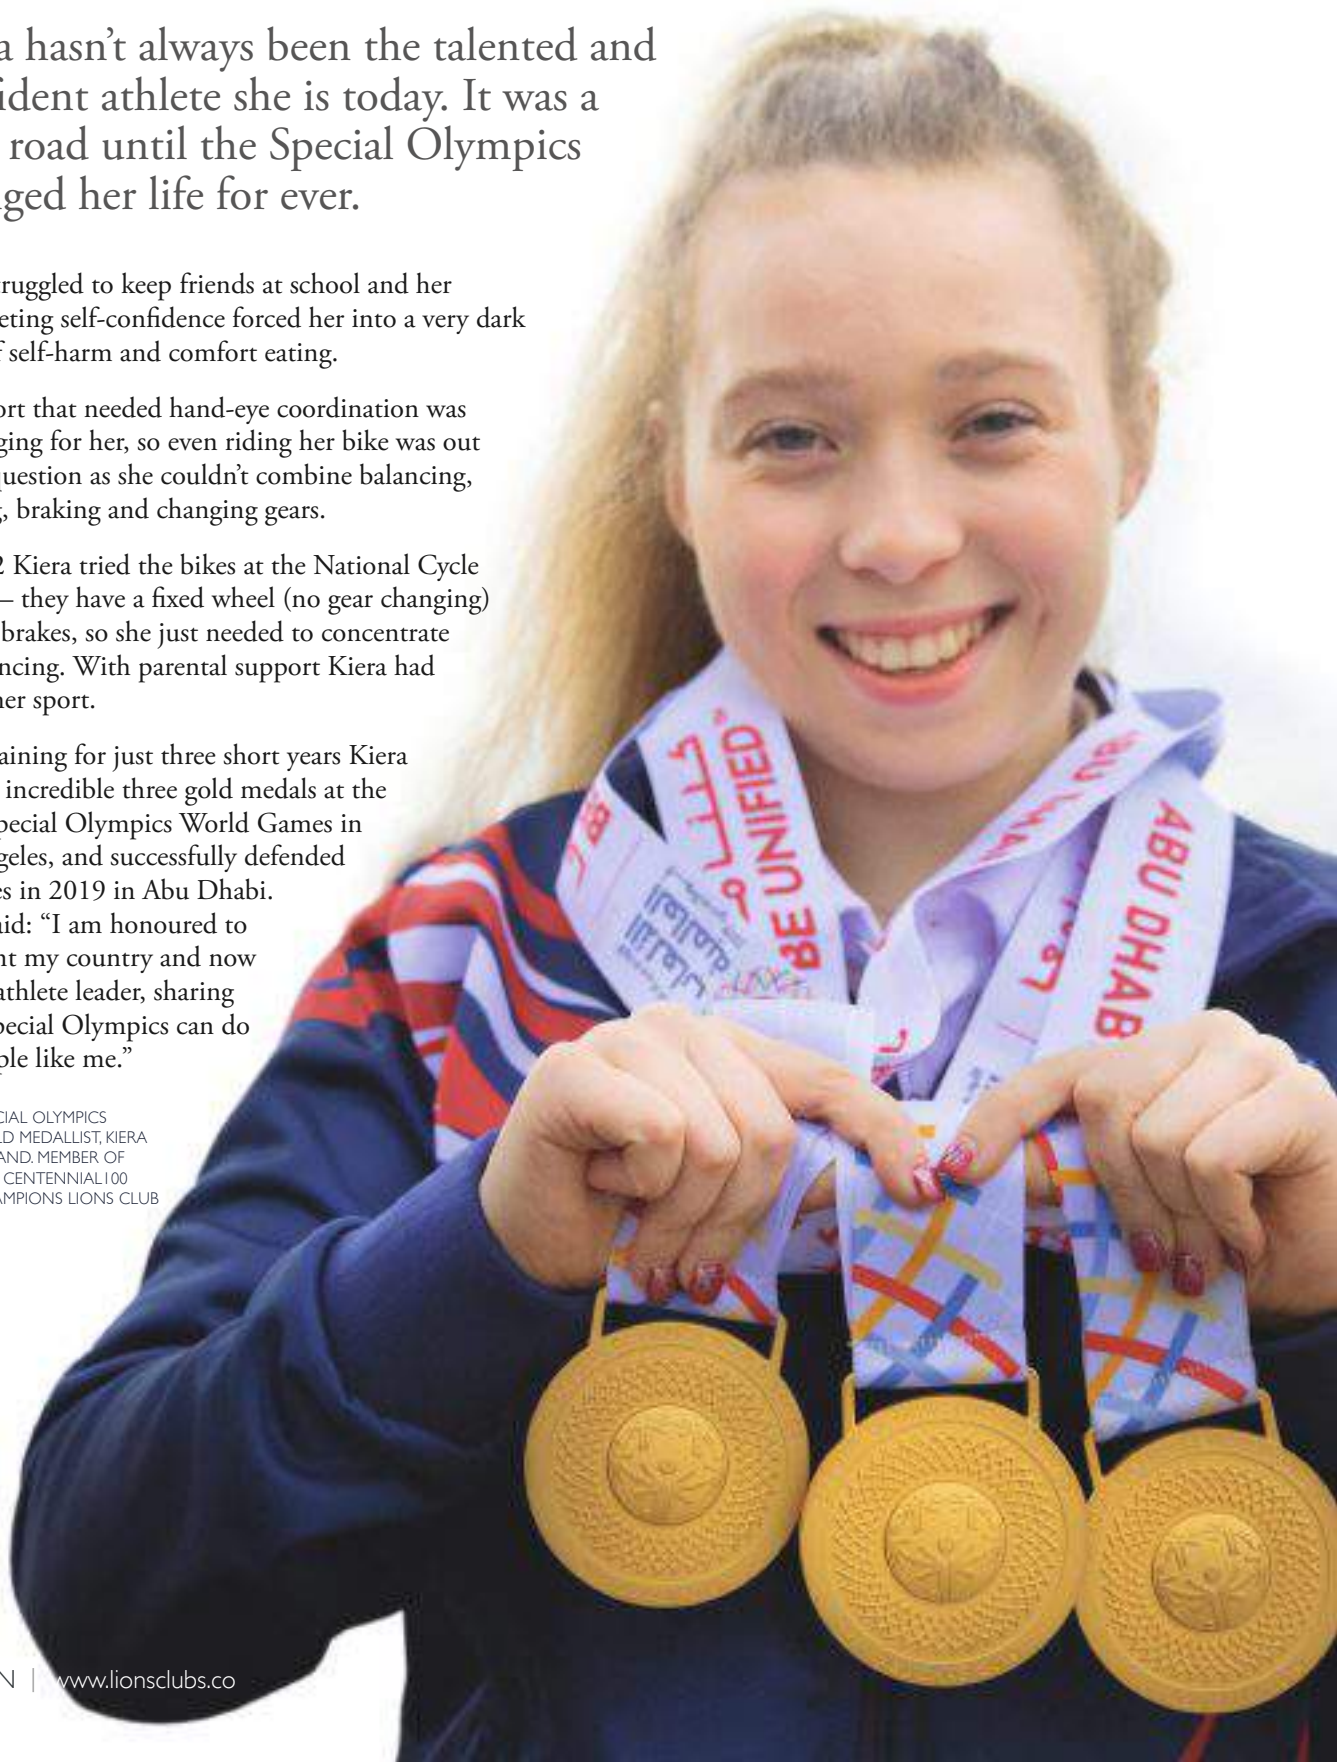 a hasn’t always been the talented and
ident athlete she is today. It was a
road until the Special Olympics
ged her life for ever.
ruggled to keep friends at school and her
eting self-confidence forced her into a very dark
f self-harm and comfort eating.
ort that needed hand-eye coordination was
ging for her, so even riding her bike was out
uestion as she couldn’t combine balancing,
, braking and changing gears.
2 Kiera tried the bikes at the National Cycle
– they have a fixed wheel (no gear changing)
brakes, so she just needed to concentrate
ncing. With parental support Kiera had
her sport.
aining for just three short years Kiera
incredible three gold medals at the
pecial Olympics World Games in
geles, and successfully defended
es in 2019 in Abu Dhabi.
aid: “I am honoured to
nt my country and now
athlete leader, sharing
pecial Olympics can do
ple like me.”
CIAL OLYMPICS
LD MEDALLIST, KIERA
AND. MEMBER OF
CENTENNIAL100
AMPIONS LIONS CLUB
BE UNIFIED
ABU DHAB
N | www.lionsclubs.co